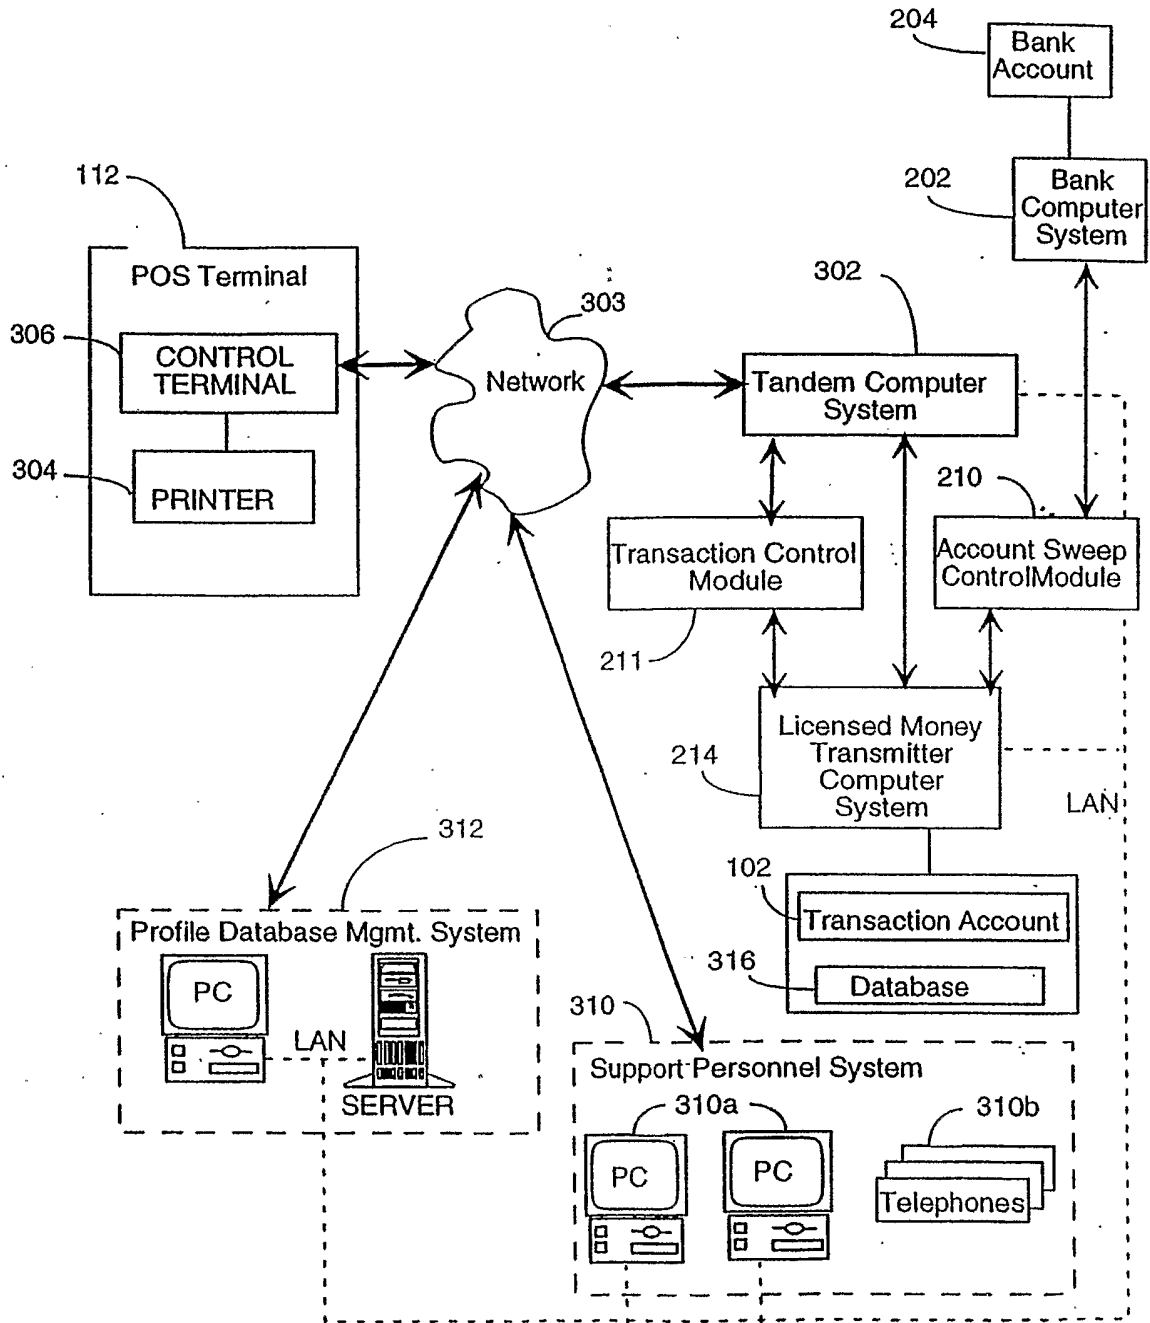 204
Bank
Account
112
202
Bank
Computer
System
POS Terminal
302
303
306
CONTROL
TERMINAL
Network
Tandem Computer
System
304
PRINTER
210
Transaction Control
Module
Account Sweep
ControlModule
211
Licensed Money
Transmitter
Computer
System
214
LAN
312
102
Transaction Account
Profile Database Mgmt. System
316
Database
PC
310
LAN
Support Personnel System
SERVER
310a
310b
PC
PC
Telephones